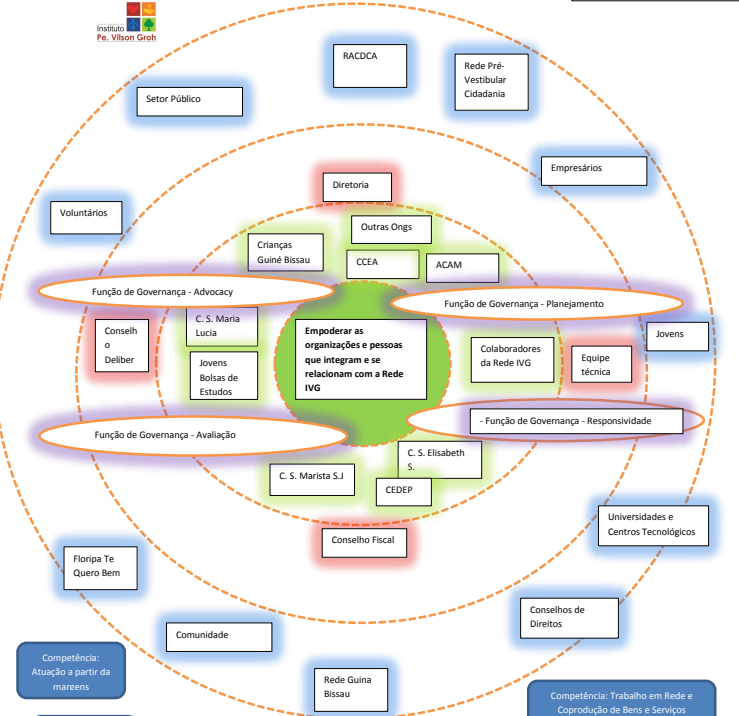 Instituto
Pe. Vilson Groh
RACDCA
Rede Pré-
Vestibular
Cidadania
Setor Público
Empresários
Diretoria
Voluntários
Outras Ongs
Crianças
Guiné Bissau
CCEA
ACAM
Função de Governança - Advocacy
Função de Governança - Planejamento
C. S. Maria
Lucia
Conselh
o
Deliber
Empoderar as
organizações e pessoas
que integram e se
relacionam com a Rede
IVG
Colaboradores
da Rede IVG
Equipe
técnica
Jovens
Jovens
Bolsas de
Estudos
- Função de Governança - Responsividade
Função de Governança - Avaliação
C. S. Elisabeth
S.
C. S. Marista S.J
CEDEP
Conselho Fiscal
Universidades e
Centros Tecnológicos
Floripa Te
Quero Bem
Conselhos de
Direitos
Comunidade
Rede Guina
Bissau
Competência:
Atuação a partir da
margens
Competência: Trabalho em Rede e
Coprodução de Bens e Serviços